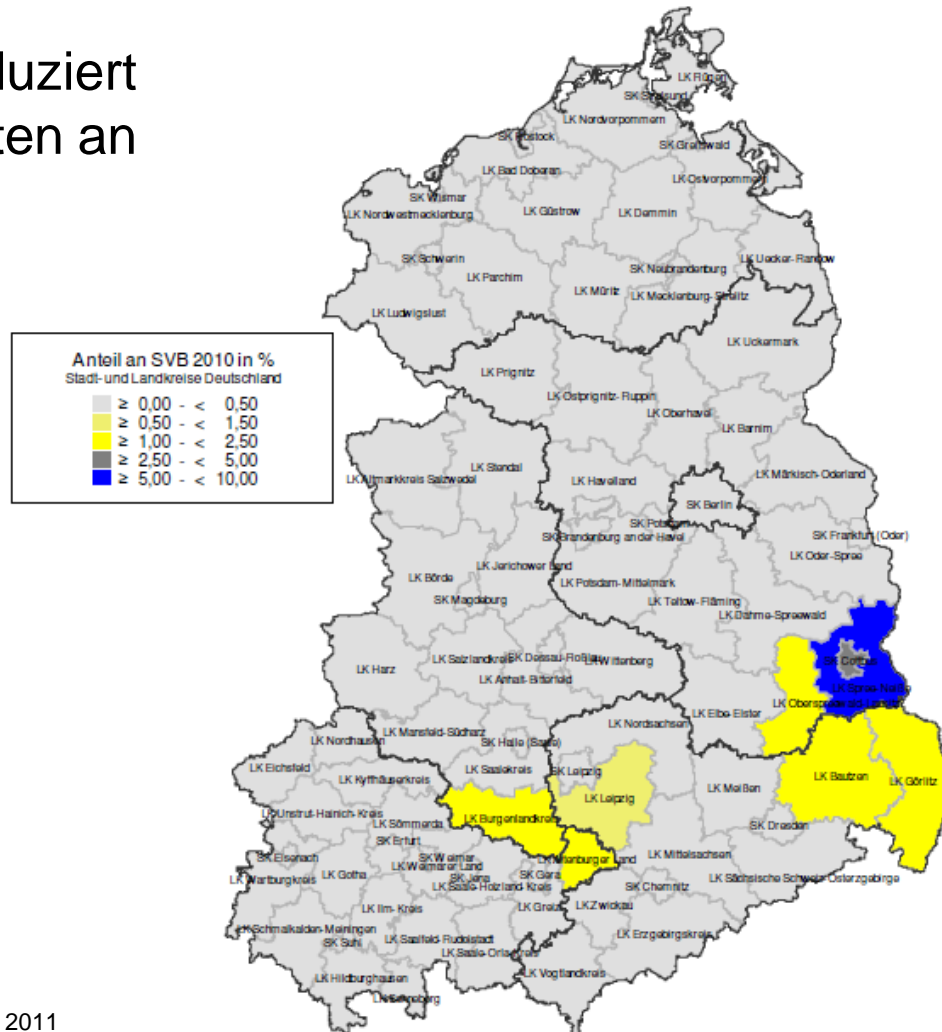 luziert
ten an
Anteil an SVB 2010 in %
Stadt- und Landkreise Deutschland
≥ 0,00 - < 0,50
≥ 0,50 - < 1,50
≥ 1,00 - < 2,50
≥ 2,50 - < 5,00
≥ 5,00 - < 10,00
LK Rügen
SK Stralsund
LK Nordvorpommern
SK Rostock
SK Greifswald
LK Bad Doberan
LK Ostvorpommern
SK Wismar
LK Nordwestmecklenburg
LK Güstrow
LK Demmin
SK Schwerin
LK Uecker-Randow
SK Neubrandenburg
LK Parchim
LK Müritz
LK Mecklenburg-Strelitz
LK Ludwigslust
LK Uckermark
LK Prignitz
LK Ostprignitz-Ruppin
LK Oberhavel
LK Barnim
LK Stendal
LK Altmarkkreis Salzwedel
LK Havelland
LK Märkisch-Oderland
SK Berlin
SK Potsdam
SK Brandenburg an der Havel
SK Frankfurt (Oder)
LK Oder-Spree
LK Jerichower Land
LK Börde
LK Potsdam-Mittelmark
SK Magdeburg
LK Teltow-Fläming
LK Dahme-Spreewald
LK Salzlandkreis
SK Dessau-Roßlau
LK Wittenberg
SK Cottbus
LK Harz
LK Anhalt-Bitterfeld
LK Spree-Neiße
LK Oberspreewald-Lausitz
LK Elbe-Elster
LK Nordsachsen
LK Mansfeld-Südharz
LK Nordhausen
SK Halle (Saale)
LK Eichsfeld
LK Saalekreis
SK Leipzig
LK Kyffhäuserkreis
LK Bautzen
LK Görlitz
LK Meißen
LK Leipzig
LK Unstrut-Hainich-Kreis
LK Burgenlandkreis
LK Sömmerda
SK Dresden
SK Erfurt
LK Mittelsachsen
SK Eisenach
SK Weimar
LK Altenburger Land
LK Weimarer Land
LK Wartburgkreis
LK Gotha
SK Jena
SK Gera
LK Sächsische Schweiz-Osterzgebirge
LK Saale-Holzland-Kreis
SK Chemnitz
LK Ilm-Kreis
LK Greiz
LK Zwickau
LK Schmalkalden-Meiningen
LK Erzgebirgskreis
SK Suhl
LK Saalfeld-Rudolstadt
LK Saale-Orla-Kreis
LK Vogtlandkreis
LK Hildburghausen
LK Sonneberg
2011